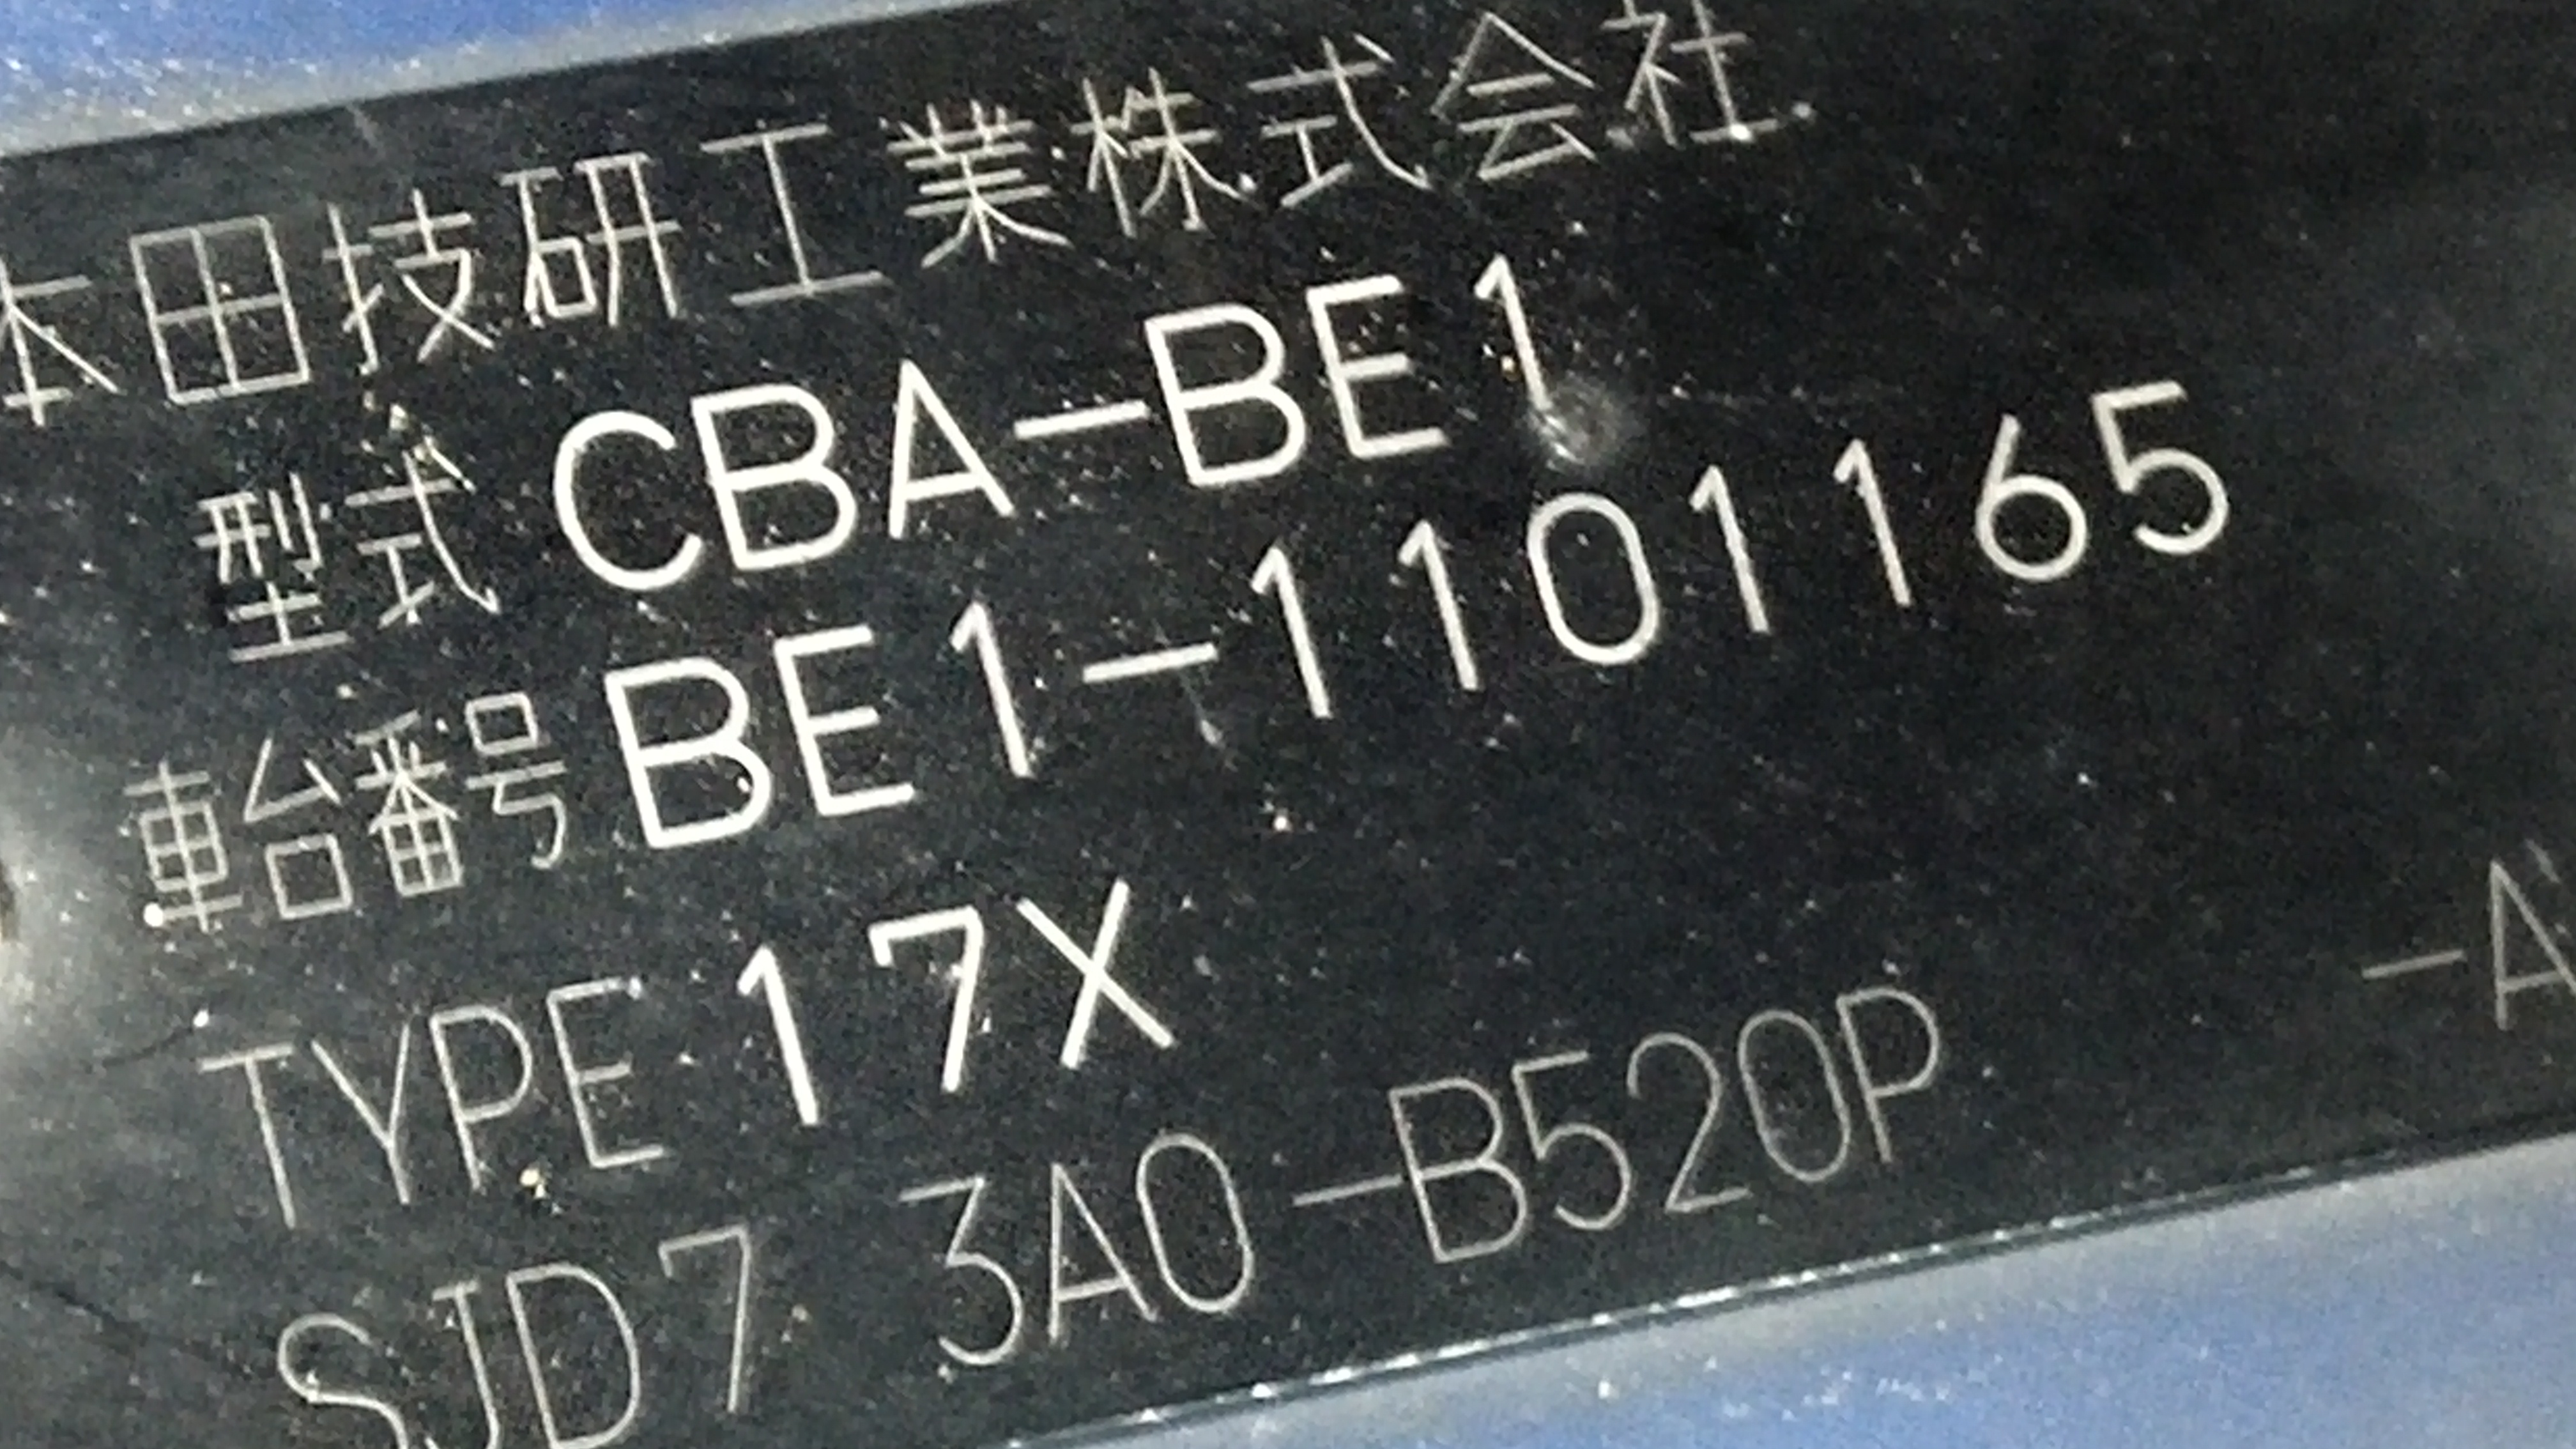 本田技研工業株式会社
型式 CBA-BE1
車台番号 BE1-1101165
TYPE 17X
-A
SJD7 3A0-B520P